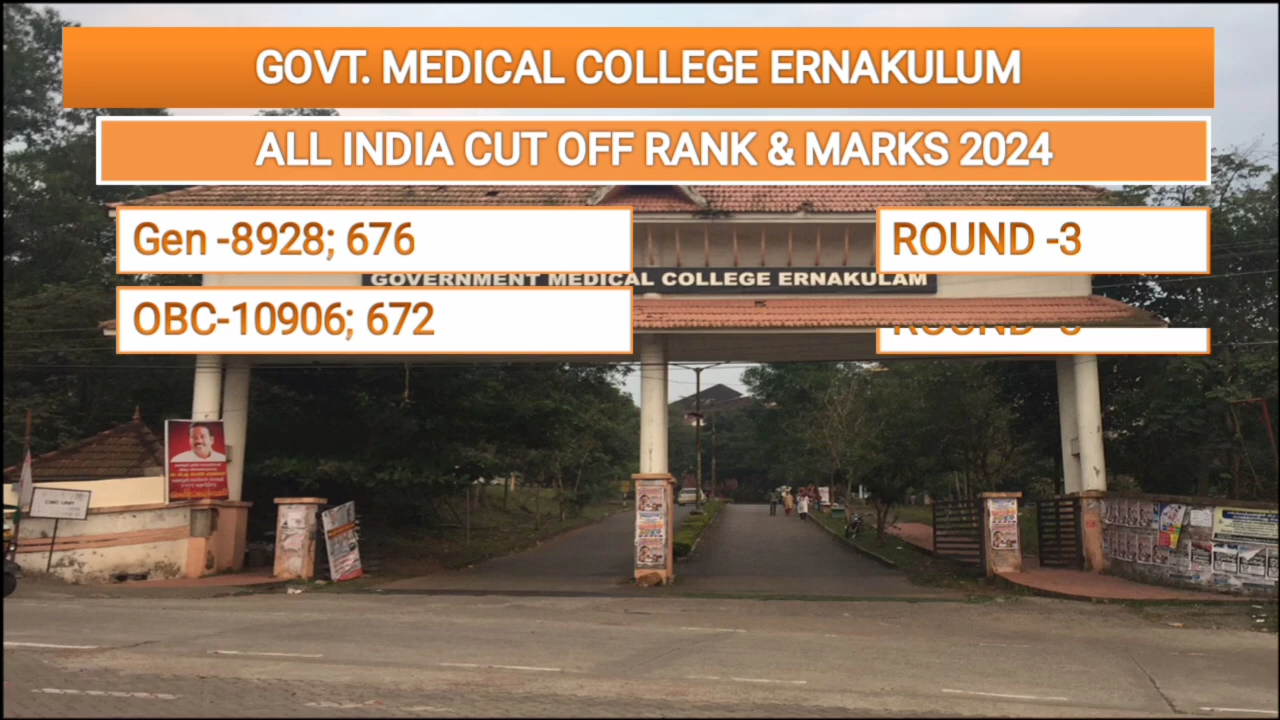 GOVT. MEDICAL COLLEGE ERNAKULUM
ALL INDIA CUT OFF RANK & MARKS 2024
Gen -8928; 676
ROUND -3
GOVERNMENT MEDICAL COLLEGE ERNAKULAM
OBC-10906; 672